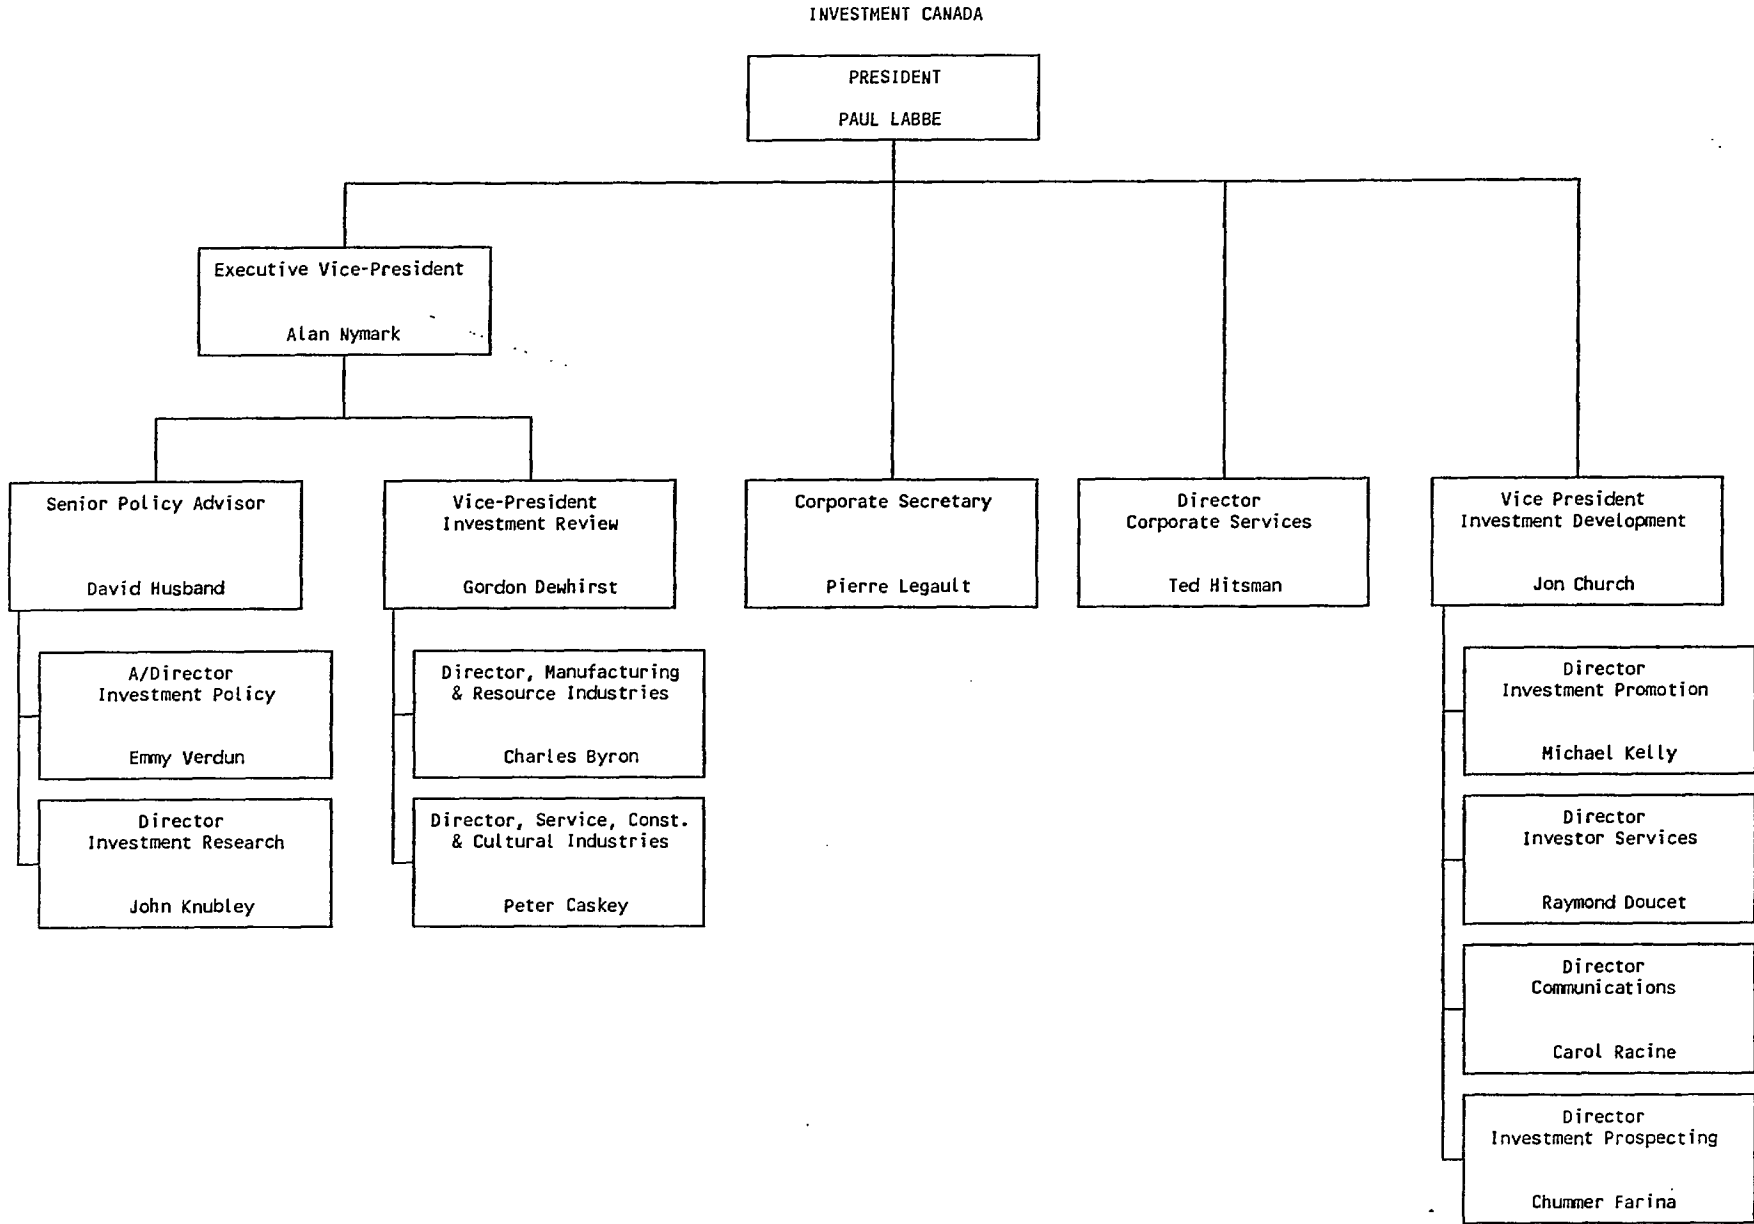 INVESTMENT CANADA
PRESIDENT
PAUL LABBE
Executive Vice-President
Alan Nymark
Senior Policy Advisor
David Husband
Vice-President
Investment Review
Gordon Dewhirst
Corporate Secretary
Pierre Legault
Director
Corporate Services
Ted Hitsman
Vice President
Investment Development
Jon Church
A/Director
Investment Policy
Emmy Verdun
Director
Investment Research
John Knubley
Director, Manufacturing
& Resource Industries
Charles Byron
Director, Service, Const.
& Cultural Industries
Peter Caskey
Director
Investment Promotion
Michael Kelly
Director
Investor Services
Raymond Doucet
Director
Communications
Carol Racine
Director
Investment Prospecting
Chummer Farina